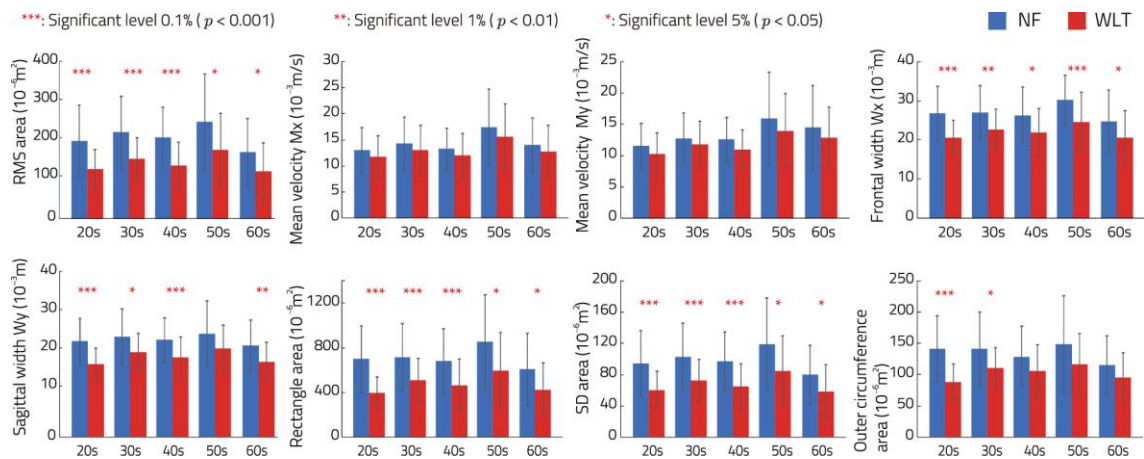 ***: Significant level 0.1% ( p < 0.001) **: Significant level 1% ( p < 0.01) *: Significant level 5% ( p < 0.05) NF WLT
RMS area (10⁻⁶m²)
400
300
200
100
0
*** *** *** * *
20s 30s 40s 50s 60s
Mean velocity Mx (10⁻³m/s)
30
25
20
15
10
5
0
20s 30s 40s 50s 60s
Mean velocity My (10⁻³m/s)
25
20
15
10
5
0
20s 30s 40s 50s 60s
Frontal width Wx (10⁻³m)
40
30
20
10
0
*** ** * *** *
20s 30s 40s 50s 60s
Sagittal width Wy (10⁻³m)
40
30
20
10
0
*** * *** **
20s 30s 40s 50s 60s
Rectangle area (10⁻⁶m²)
1200
800
400
0
*** *** *** * *
20s 30s 40s 50s 60s
SD area (10⁻⁶m²)
200
160
120
80
40
0
*** *** *** * *
20s 30s 40s 50s 60s
Outer circumference
area (10⁻⁶m²)
250
200
150
100
50
0
*** *
20s 30s 40s 50s 60s